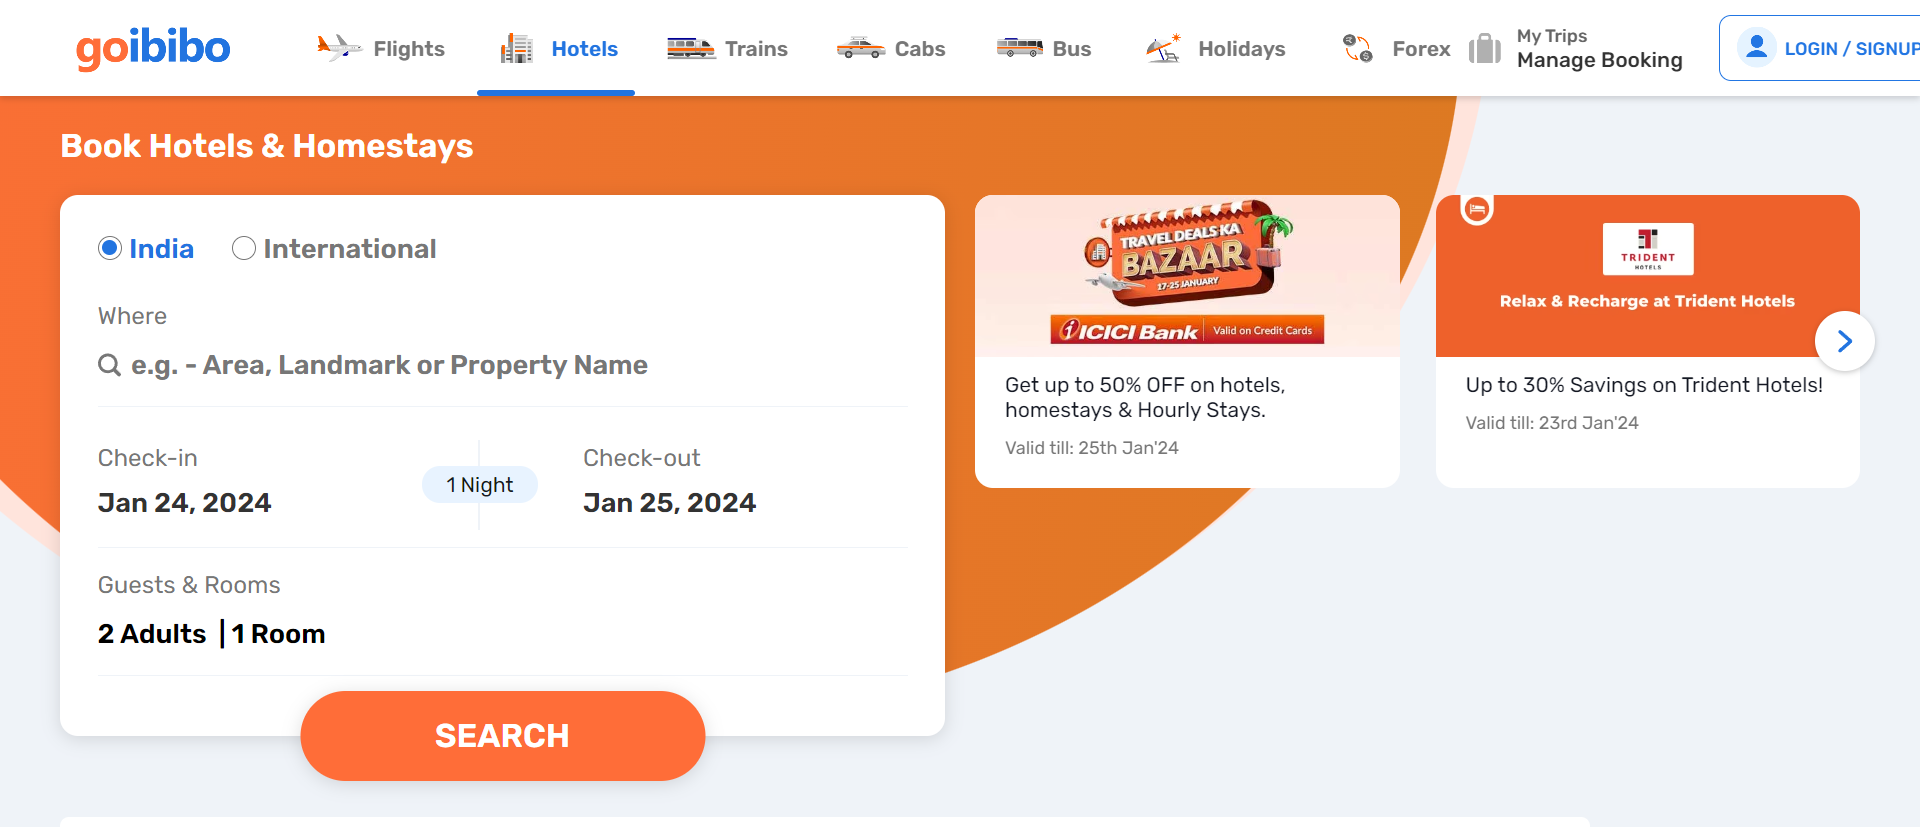 goibibo
Flights
Hotels
Trains
Cabs
Bus
Holidays
Forex
My Trips
Manage Booking
LOGIN / SIGNUP
Book Hotels & Homestays
India
International
Where
e.g. - Area, Landmark or Property Name
Check-in
Jan 24, 2024
1 Night
Check-out
Jan 25, 2024
Guests & Rooms
2 Adults | 1 Room
SEARCH
TRAVEL DEALS KA
BAZAAR
17-25 JANUARY
ICICI Bank
Valid on Credit Cards
Get up to 50% OFF on hotels,
homestays & Hourly Stays.
Valid till: 25th Jan'24
TRIDENT
HOTELS
Relax & Recharge at Trident Hotels
Up to 30% Savings on Trident Hotels!
Valid till: 23rd Jan'24